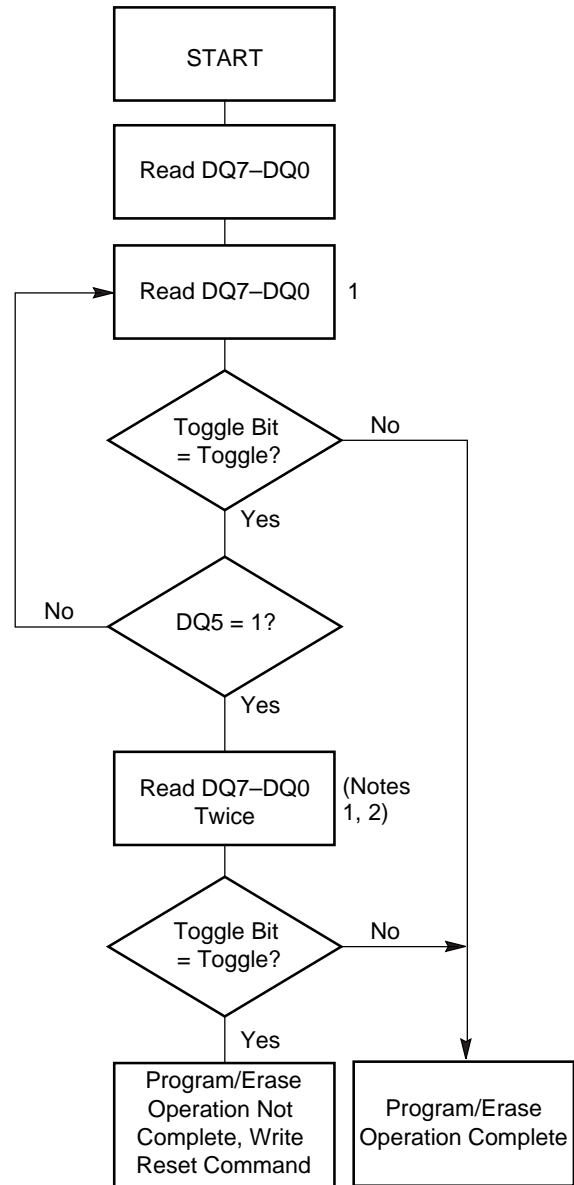 START
Read DQ7–DQ0
Read DQ7–DQ0
1
Toggle Bit
= Toggle?
No
Yes
No
DQ5 = 1?
Yes
Read DQ7–DQ0
Twice
(Notes
1, 2)
Toggle Bit
= Toggle?
No
Yes
Program/Erase
Operation Not
Complete, Write
Reset Command
Program/Erase
Operation Complete